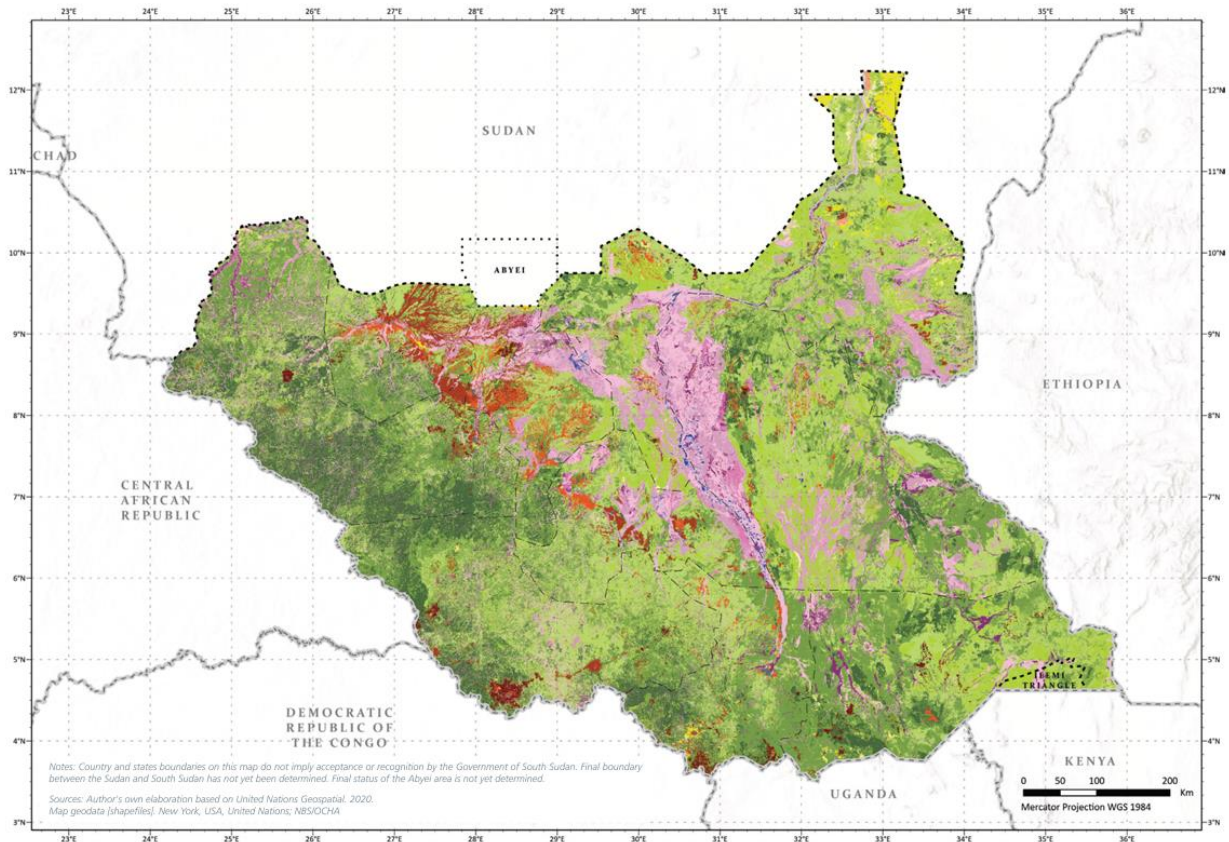 23°E 24°E 25°E 26°E 27°E 28°E 29°E 30°E 31°E 32°E 33°E 34°E 35°E 36°E
12°N 12°N
SUDAN
CHAD
11°N 11°N
10°N 10°N
ABYEI
9°N 9°N
ETHIOPIA
8°N 8°N
CENTRAL
AFRICAN
REPUBLIC
7°N 7°N
6°N 6°N
5°N 5°N
TRIANGLE
DEMOCRATIC
REPUBLIC OF
THE CONGO
4°N 4°N
KENYA
Notes: Country and states boundaries on this map do not imply acceptance or recognition by the Government of South Sudan. Final boundary
between the Sudan and South Sudan has not yet been determined. Final status of the Abyei area is not yet determined.
Sources: Author's own elaboration based on United Nations Geospatial. 2020.
Map geodata [shapefiles]. New York, USA, United Nations; NBS/OCHA
UGANDA
0 50 100 200
Km
Mercator Projection WGS 1984
3°N 3°N
23°E 24°E 25°E 26°E 27°E 28°E 29°E 30°E 31°E 32°E 33°E 34°E 35°E 36°E